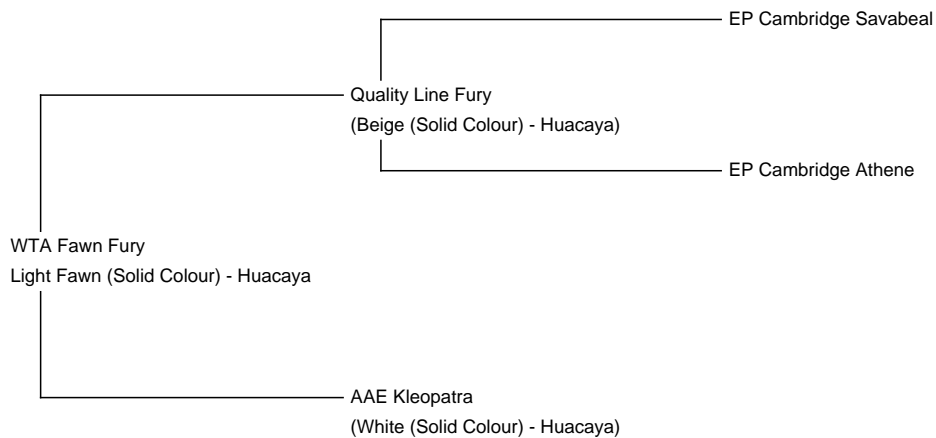 EP Cambridge Savabeal
Quality Line Fury
(Beige (Solid Colour) - Huacaya)
EP Cambridge Athene
WTA Fawn Fury
Light Fawn (Solid Colour) - Huacaya
AAE Kleopatra
(White (Solid Colour) - Huacaya)